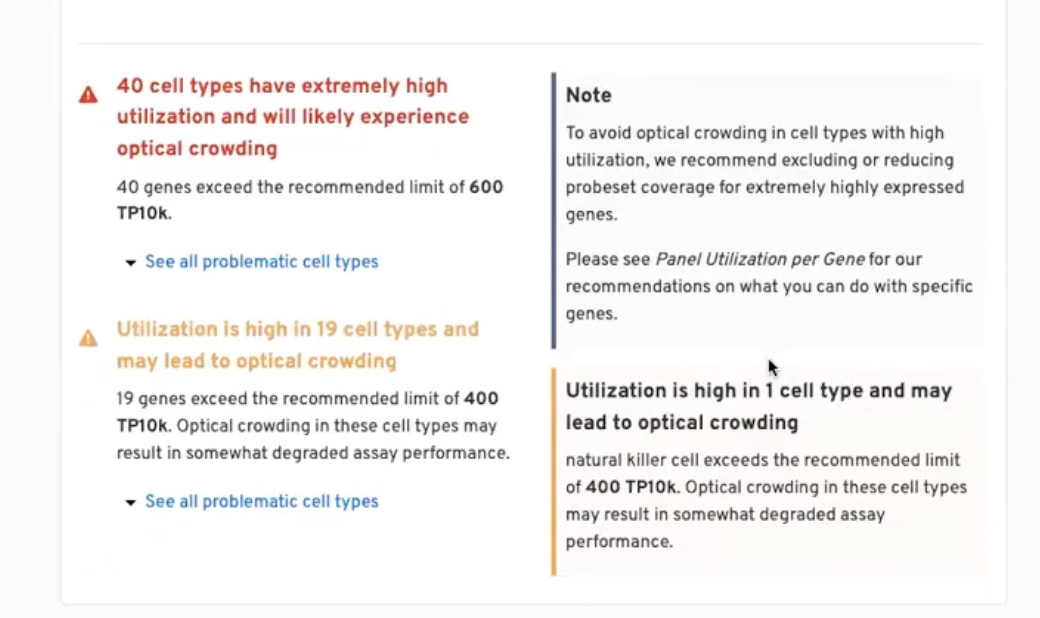 40 cell types have extremely high
utilization and will likely experience
optical crowding
40 genes exceed the recommended limit of 600
TP10k.
See all problematic cell types
Utilization is high in 19 cell types and
may lead to optical crowding
19 genes exceed the recommended limit of 400
TP10k. Optical crowding in these cell types may
result in somewhat degraded assay performance.
See all problematic cell types
Note
To avoid optical crowding in cell types with high
utilization, we recommend excluding or reducing
probeset coverage for extremely highly expressed
genes.
Please see Panel Utilization per Gene for our
recommendations on what you can do with specific
genes.
Utilization is high in 1 cell type and may
lead to optical crowding
natural killer cell exceeds the recommended limit
of 400 TP10k. Optical crowding in these cell types
may result in somewhat degraded assay
performance.